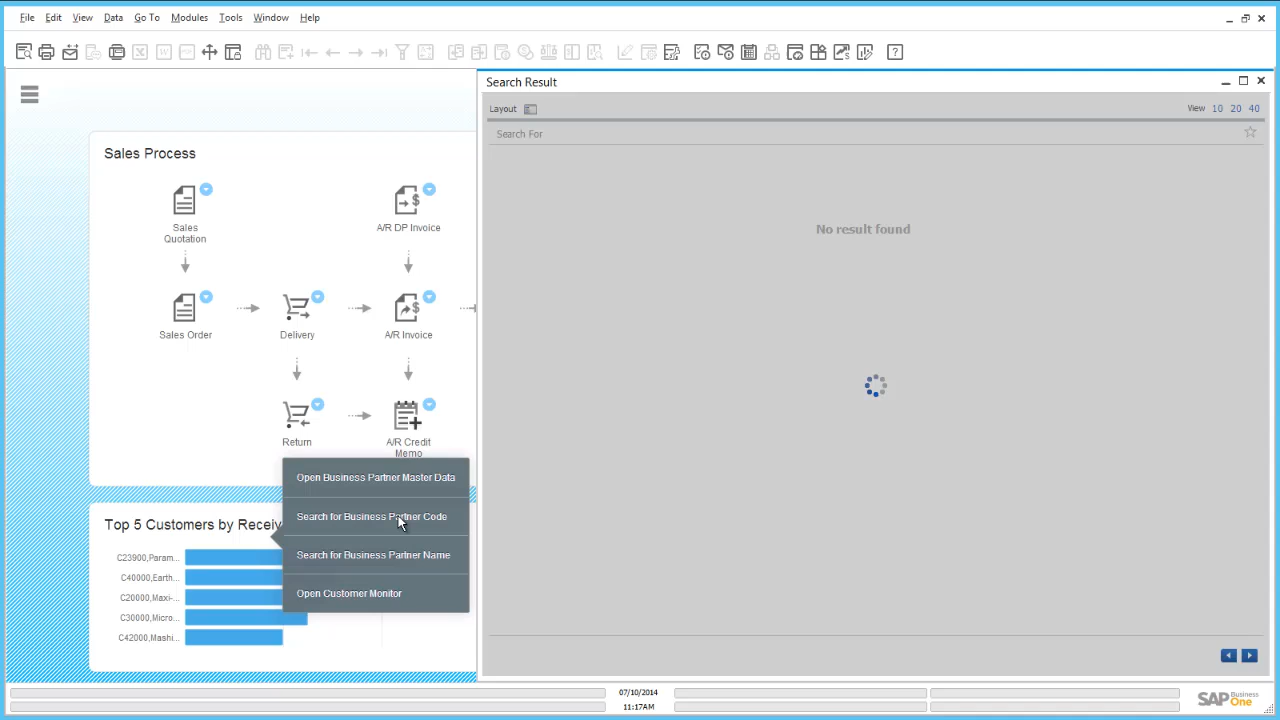 File Edit View Data Go To Modules Tools Window Help
Search Result
Layout
View 10 20 40
Search For
No result found
Sales Process
Sales
Quotation
A/R DP Invoice
Sales Order
Delivery
A/R Invoice
Return
A/R Credit
Memo
Open Business Partner Master Data
Search for Business Partner Code
Search for Business Partner Name
Open Customer Monitor
Top 5 Customers by Receiv
C23900,Param...
C40000,Earth...
C20000,Maxi-...
C30000,Micro...
C42000,Mashi...
07/10/2014
11:17AM
SAP Business One